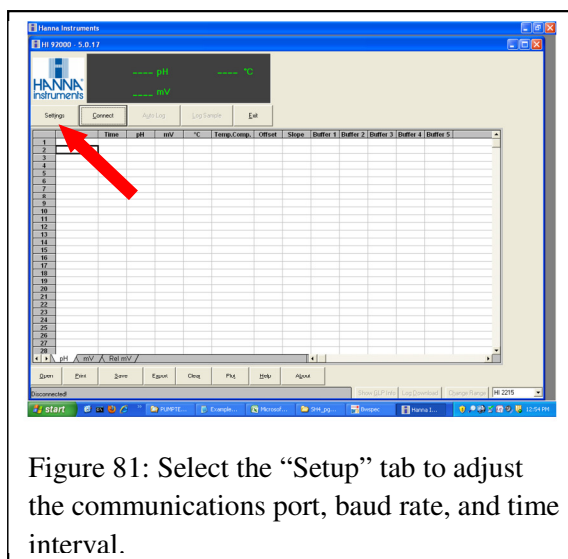 Hanna Instruments
HI 92000 - 5.0.17
HANNA
instruments
---- pH ---- °C
---- mV
Settings Connect Auto Log Log Sample Exit
Time pH mV °C Temp.Comp. Offset Slope Buffer 1 Buffer 2 Buffer 3 Buffer 4 Buffer 5
1
2
3
4
5
6
7
8
9
10
11
12
13
14
15
16
17
18
19
20
21
22
23
24
25
26
27
28
pH mV Rel mV
Open Print Save Export Clear Plot Help About
Disconnected! Show GLP Info Log Download Change Range HI 2215
start PUMPTE... Example... Microsof... SH4_pg... Bwspec Hanna I... 12:54 PM
Figure 81: Select the “Setup” tab to adjust
the communications port, baud rate, and time
interval.